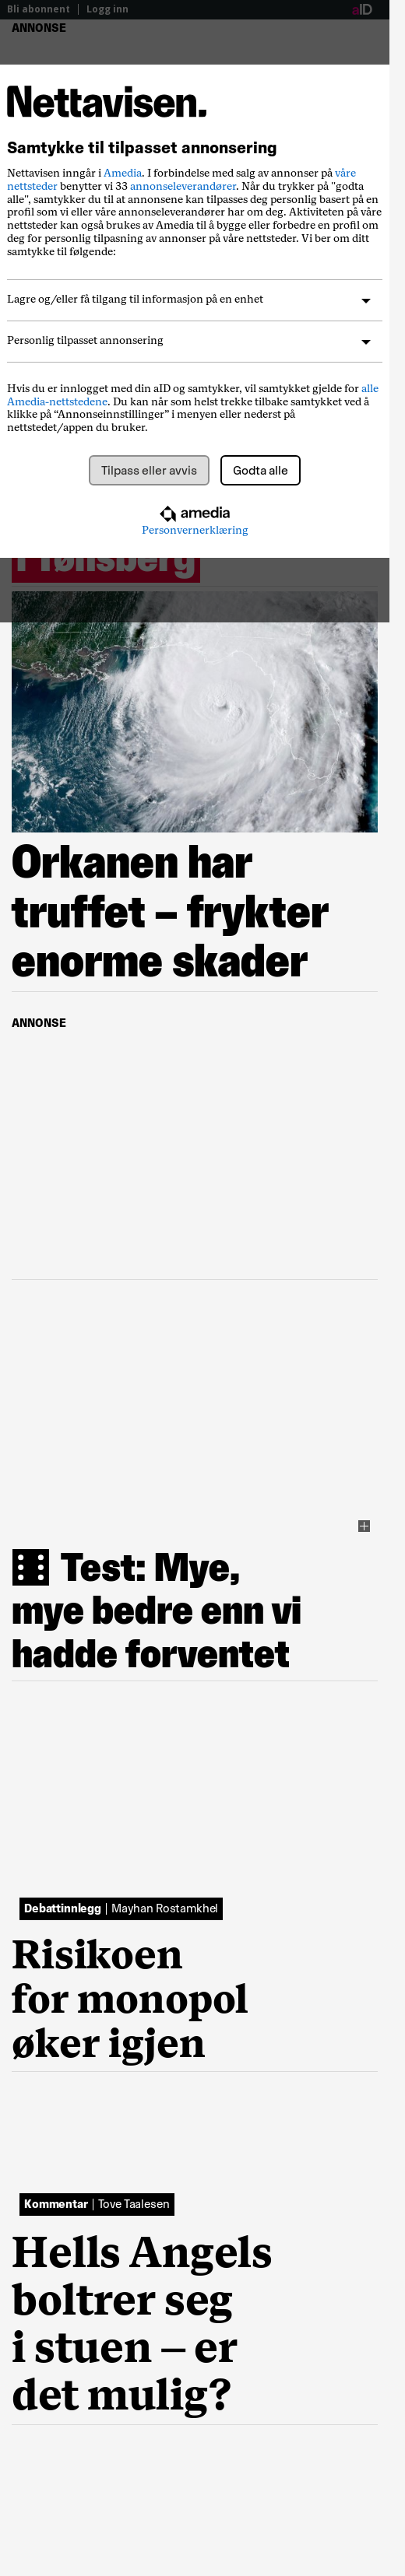 Bli abonnent | Logg inn
aID
ANNONSE
Nettavisen.
Samtykke til tilpasset annonsering
Nettavisen inngår i Amedia. I forbindelse med salg av annonser på våre
nettsteder benytter vi 33 annonseleverandører. Når du trykker på "godta
alle", samtykker du til at annonsene kan tilpasses deg personlig basert på en
profil som vi eller våre annonseleverandører har om deg. Aktiviteten på våre
nettsteder kan også brukes av Amedia til å bygge eller forbedre en profil om
deg for personlig tilpasning av annonser på våre nettsteder. Vi ber om ditt
samtykke til følgende:
Lagre og/eller få tilgang til informasjon på en enhet
Personlig tilpasset annonsering
Hvis du er innlogget med din aID og samtykker, vil samtykket gjelde for alle
Amedia-nettstedene. Du kan når som helst trekke tilbake samtykket ved å
klikke på “Annonseinnstillinger” i menyen eller nederst på
nettstedet/appen du bruker.
Tilpass eller avvis
Godta alle
amedia
Personvernerklæring
i Tønsberg
Orkanen har
truffet – frykter
enorme skader
ANNONSE
Test: Mye,
mye bedre enn vi
hadde forventet
Debattinnlegg | Mayhan Rostamkhel
Risikoen
for monopol
øker igjen
Kommentar | Tove Taalesen
Hells Angels
boltrer seg
i stuen – er
det mulig?